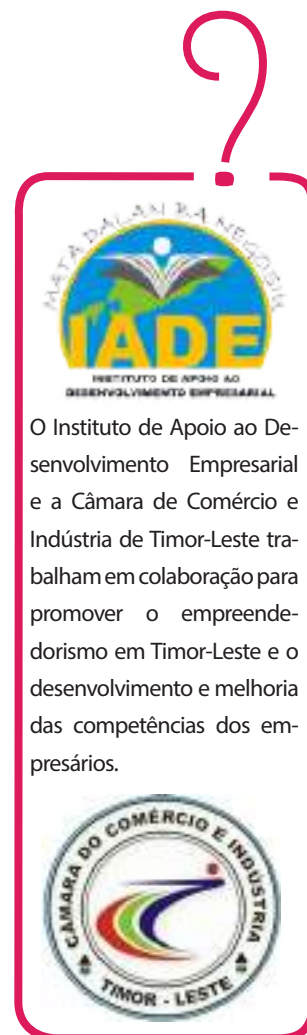 MATA DALAN BA NEGOSIU
IADE
INSTITUTO DE APOIO AO
DESENVOLVIMENTO EMPRESARIAL
O Instituto de Apoio ao De-
senvolvimento Empresarial
e a Câmara de Comércio e
Indústria de Timor-Leste tra-
balham em colaboração para
promover o empreende-
dorismo em Timor-Leste e o
desenvolvimento e melhoria
das competências dos em-
presários.
CAMARA DO COMÉRCIO E INDÚSTRIA
TIMOR - LESTE